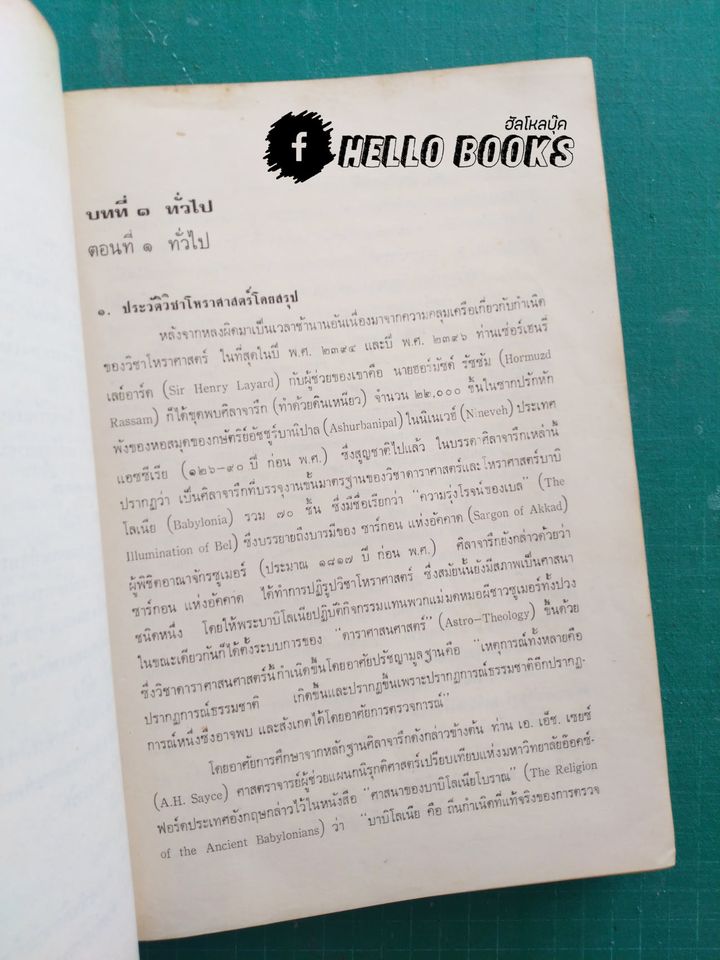 ฮัลโหลบุ๊ค
f HELLO BOOKS
บทที่ ๑ ทั่วไป
ตอนที่ ๑ ทั่วไป
๑. ประวัติวิชาโหราศาสตร์โดยสรุป
หลังจากหลงผิดมาเป็นเวลาช้านานอันเนื่องมาจากความคลุมเครือเกี่ยวกับกำเนิด
ของวิชาโหราศาสตร์ ในที่สุดในปี พ.ศ. ๒๓๙๔ และปี พ.ศ. ๒๓๙๖ ท่านเซ่อร์เฮนรี่
เลย์อาร์ด (Sir Henry Layard) กับผู้ช่วยของเขาคือ นายฮอร์มัซด์ รัซซัม (Hormuzd
Rassam) ก็ได้ขุดพบศิลาจารึก (ทำด้วยดินเหนียว) จำนวน ๒๒,๐๐๐ ชิ้นในซากปรักหัก
พังของหอสมุดของกษัตริย์อัชชูร์บานิปาล (Ashurbanipal) ในนิเนเวฮ์ (Nineveh) ประเทศ
แอซซีเรีย (๑๒๖–๙๐ ปี ก่อน พ.ศ.) ซึ่งสูญชาติไปแล้ว ในบรรดาศิลาจารึกเหล่านี้
ปรากฏว่า เป็นศิลาจารึกที่บรรจุงานขั้นมาตรฐานของวิชาดาราศาสตร์และโหราศาสตร์บาบิ
โลเนีย (Babylonia) รวม ๗๐ ชิ้น ซึ่งมีชื่อเรียกว่า "ความรุ่งโรจน์ของเบล" (The
Illumination of Bel) ซึ่งบรรยายถึงบารมีของ ซาร์กอน แห่งอัคคาด (Sargon of Akkad)
ผู้พิชิตอาณาจักรซูเมอร์ (ประมาณ ๑๘๑๗ ปี ก่อน พ.ศ.) ศิลาจารึกยังกล่าวด้วยว่า
ซาร์กอน แห่งอัคคาด ได้ทำการปฏิรูปวิชาโหราศาสตร์ ซึ่งสมัยนั้นยังมีสภาพเป็นศาสนา
ชนิดหนึ่ง โดยให้พระบาบิโลเนียปฏิบัติกิจกรรมแทนพวกแม่มดหมอผีชาวซูเมอร์ทั้งปวง
ในขณะเดียวกันก็ได้ตั้งระบบการของ "ดาราศาสนศาสตร์" (Astro-Theology) ขึ้นด้วย
ซึ่งวิชาดาราศาสนศาสตร์นี้กำเนิดขึ้นโดยอาศัยปรัชญามูลฐานคือ "เหตุการณ์ทั้งหลายคือ
ปรากฏการณ์ธรรมชาติ เกิดขึ้นและปรากฏขึ้นเพราะปรากฏการณ์ธรรมชาติอีกปรากฏ-
การณ์หนึ่งซึ่งอาจพบ และสังเกตได้โดยอาศัยการตรวจการณ์"
โดยอาศัยการศึกษาจากหลักฐานศิลาจารึกดังกล่าวข้างต้น ท่าน เอ. เอ็ช. เซยซ์
(A.H. Sayce) ศาสตราจารย์ผู้ช่วยแผนกนิรุกติศาสตร์เปรียบเทียบแห่งมหาวิทยาลัยอ๊อคซ์-
ฟอร์ดประเทศอังกฤษกล่าวไว้ในหนังสือ "ศาสนาของบาบิโลเนียโบราณ" (The Religion
of the Ancient Babylonians) ว่า "บาบิโลเนีย คือ ถิ่นกำเนิดที่แท้จริงของการตรวจ